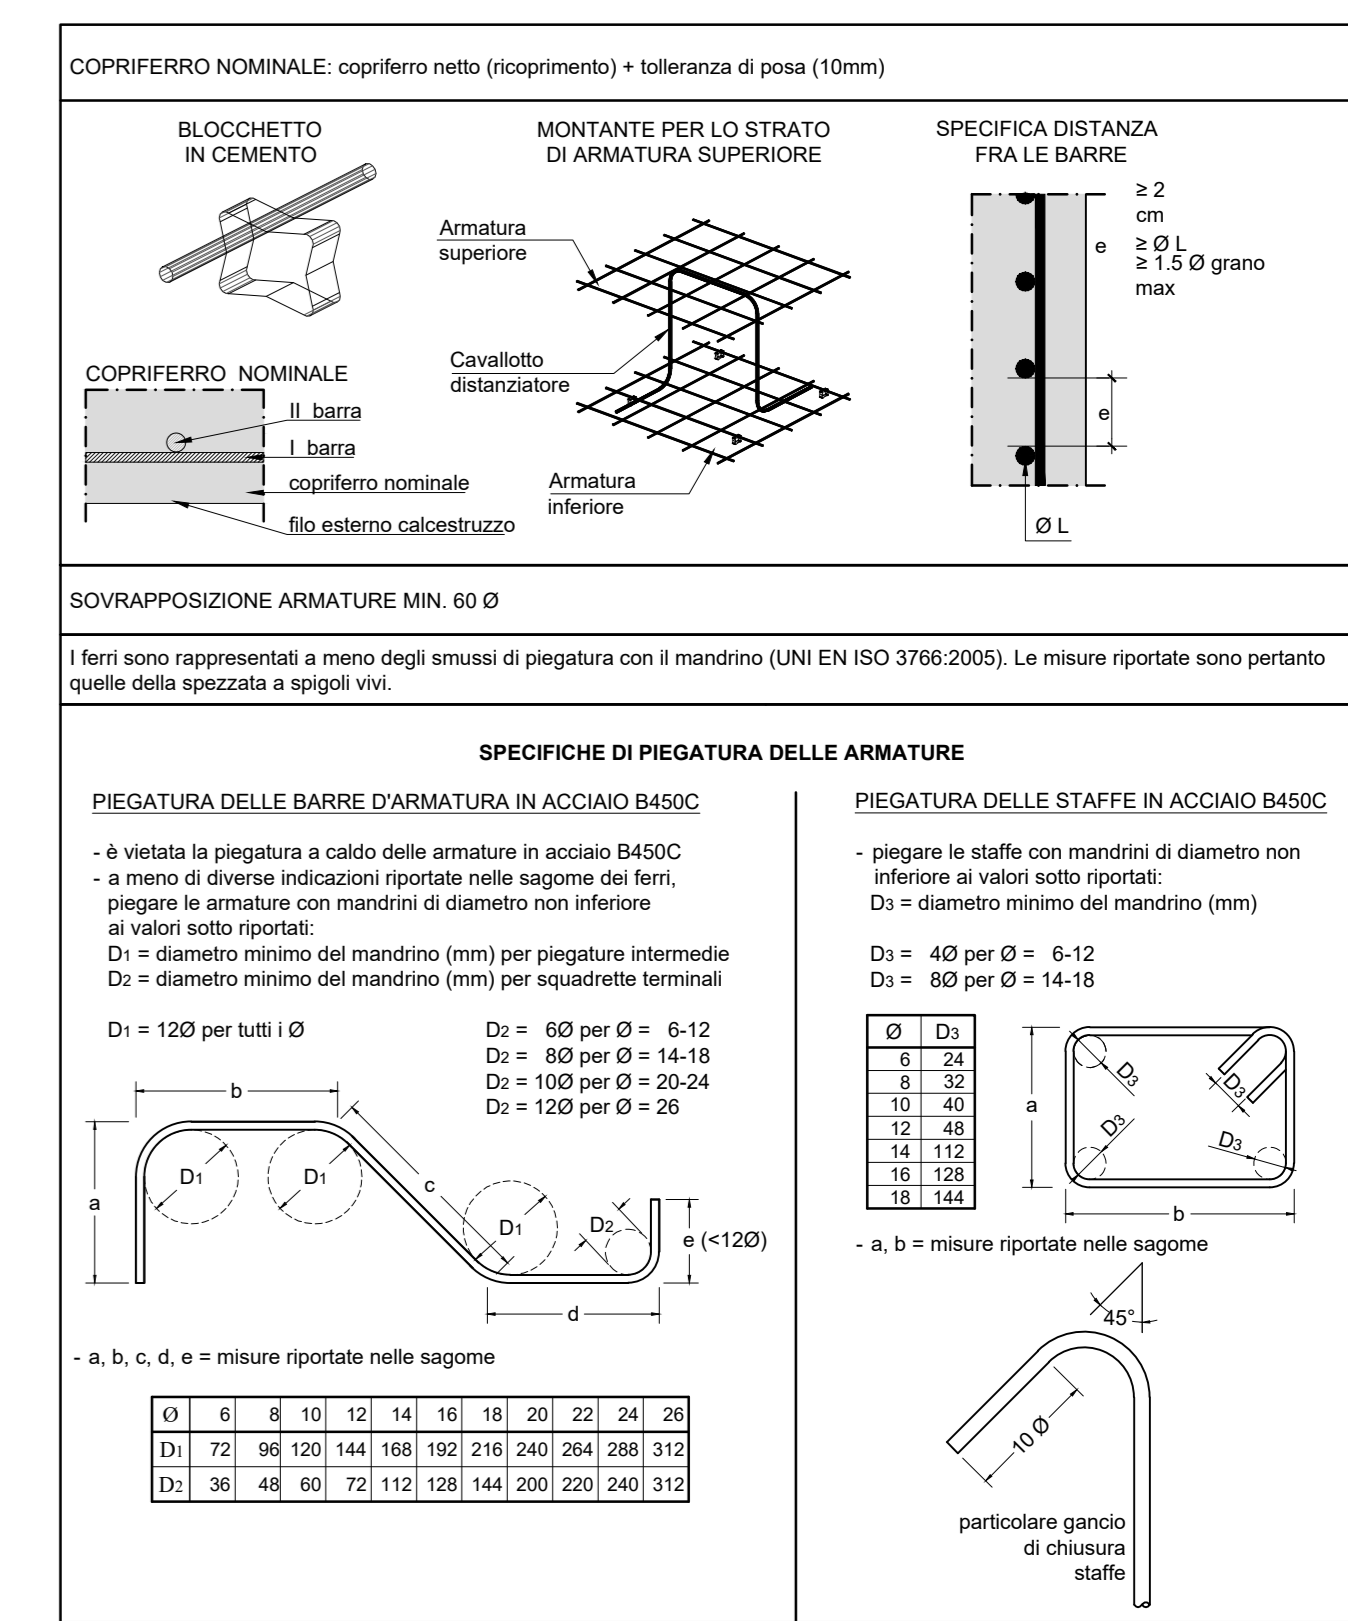 COPRIFERRO NOMINALE: copriferro netto (ricoprimento) + tolleranza di posa (10mm)
BLOCCHETTO
IN CEMENTO
MONTANTE PER LO STRATO
DI ARMATURA SUPERIORE
SPECIFICA DISTANZA
FRA LE BARRE
Armatura
superiore
Cavallotto
distanziatore
Armatura
inferiore
≥ 2
cm
≥ Ø L
≥ 1.5 Ø grano
max
e
e
Ø L
COPRIFERRO NOMINALE
II barra
I barra
copriferro nominale
filo esterno calcestruzzo
SOVRAPPOSIZIONE ARMATURE MIN. 60 Ø
I ferri sono rappresentati a meno degli smussi di piegatura con il mandrino (UNI EN ISO 3766:2005). Le misure riportate sono pertanto
quelle della spezzata a spigoli vivi.
SPECIFICHE DI PIEGATURA DELLE ARMATURE
PIEGATURA DELLE BARRE D'ARMATURA IN ACCIAIO B450C
- è vietata la piegatura a caldo delle armature in acciaio B450C
- a meno di diverse indicazioni riportate nelle sagome dei ferri,
piegare le armature con mandrini di diametro non inferiore
ai valori sotto riportati:
D1 = diametro minimo del mandrino (mm) per piegature intermedie
D2 = diametro minimo del mandrino (mm) per squadrette terminali
D1 = 12Ø per tutti i Ø
D2 = 6Ø per Ø = 6-12
D2 = 8Ø per Ø = 14-18
D2 = 10Ø per Ø = 20-24
D2 = 12Ø per Ø = 26
b
a
D1
D1
c
D1
D2
e (<12Ø)
d
- a, b, c, d, e = misure riportate nelle sagome
Ø 6 8 10 12 14 16 18 20 22 24 26
D1 72 96 120 144 168 192 216 240 264 288 312
D2 36 48 60 72 112 128 144 200 220 240 312
PIEGATURA DELLE STAFFE IN ACCIAIO B450C
- piegare le staffe con mandrini di diametro non
inferiore ai valori sotto riportati:
D3 = diametro minimo del mandrino (mm)
D3 = 4Ø per Ø = 6-12
D3 = 8Ø per Ø = 14-18
Ø D3
6 24
8 32
10 40
12 48
14 112
16 128
18 144
a
D3
D3
D3
D3
b
- a, b = misure riportate nelle sagome
45°
10 Ø
particolare gancio
di chiusura
staffe